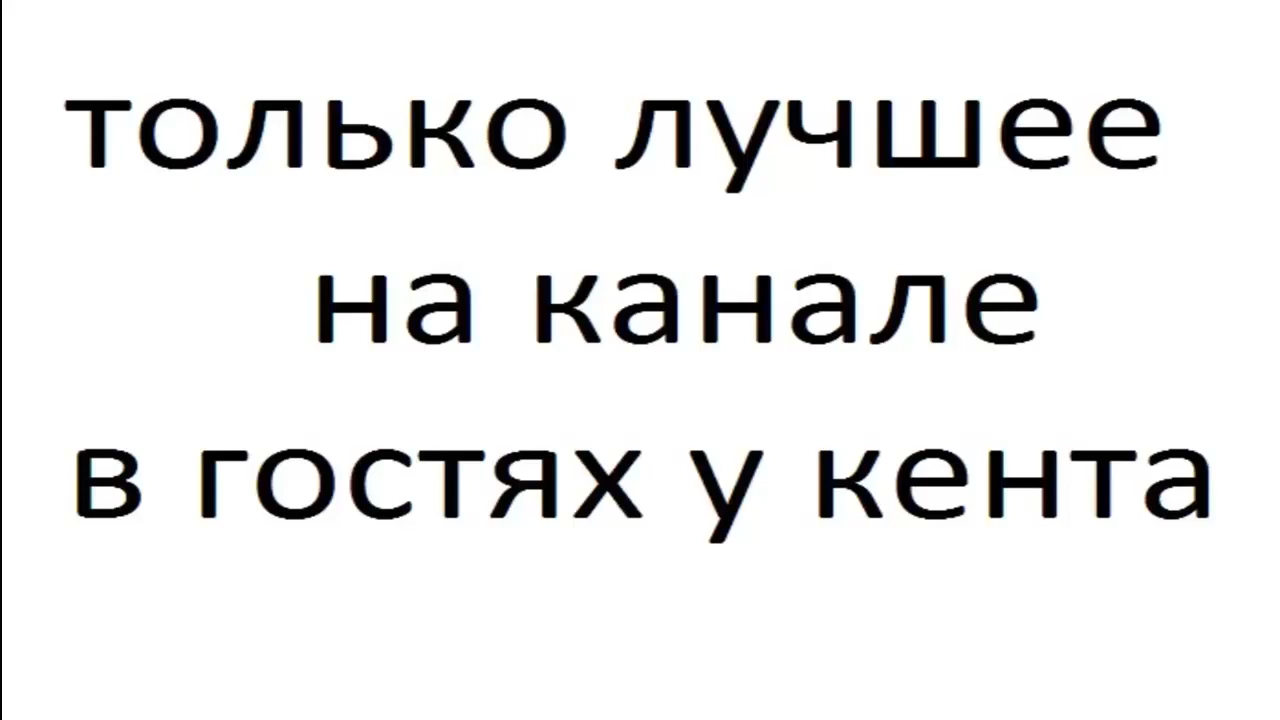 только лучшее
на канале
в гостях у кента